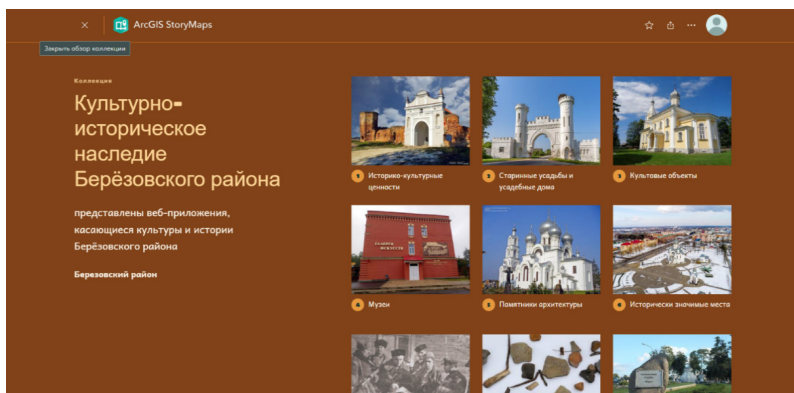 ArcGIS StoryMaps
Закрыть обзор коллекции
Коллекция
Культурно-
историческое
наследие
Берёзовского района
представлены веб-приложения,
касающиеся культуры и истории
Берёзовского района
Березовский район
1 Историко-культурные
ценности
2 Старинные усадьбы и
усадебные дома
3 Культовые объекты
ГАЛЕРЕЯ
ИСКУССТВ
4 Музеи
5 Памятники архитектуры
6 Исторически значимые места